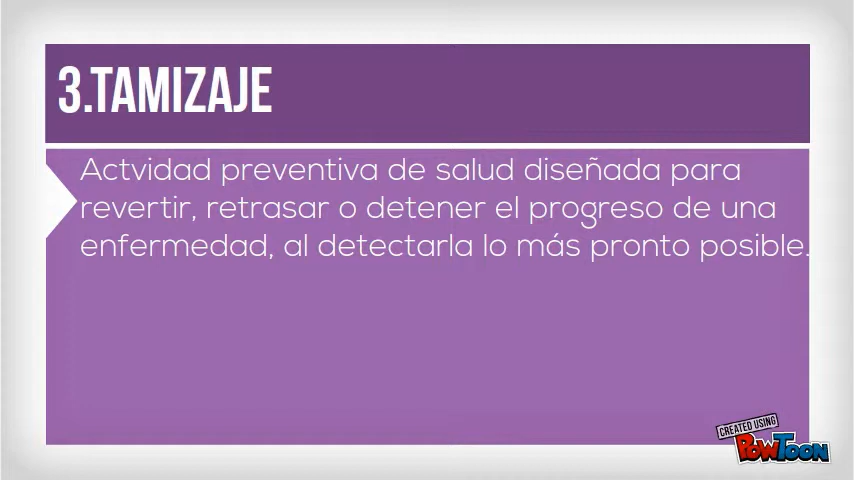 3.TAMIZAJE
Actvidad preventiva de salud diseñada para
revertir, retrasar o detener el progreso de una
enfermedad, al detectarla lo más pronto posible.
CREATED USING
POWTOON